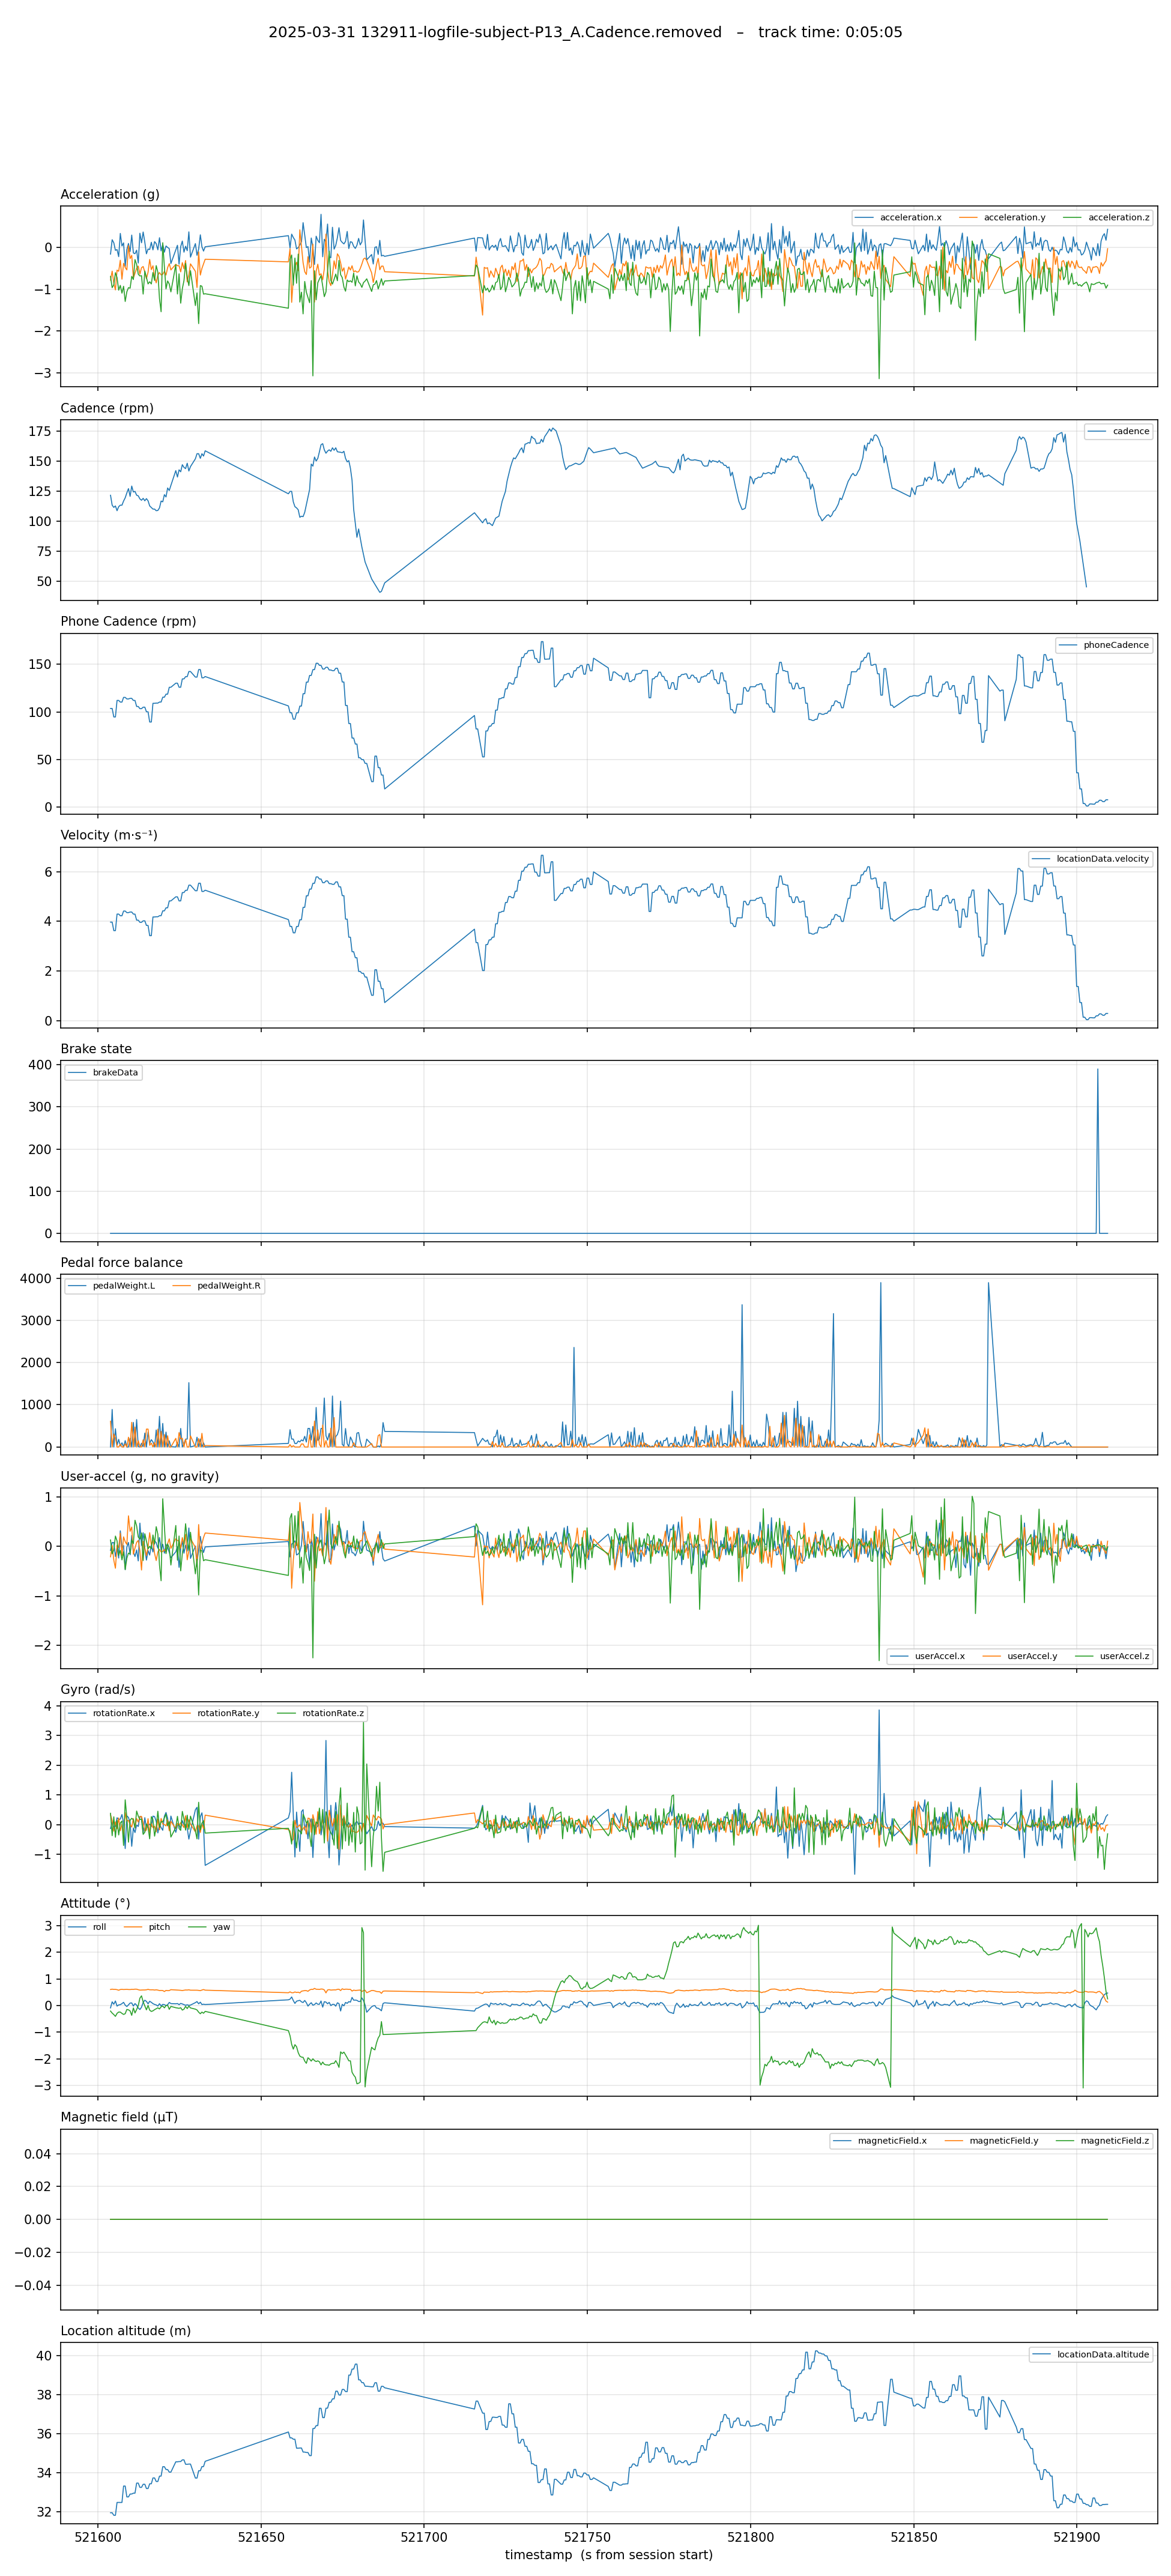 2025-03-31 132911-logfile-subject-P13_A.Cadence.removed – track time: 0:05:05
Acceleration (g)
acceleration.x acceleration.y acceleration.z
0
−1
−2
−3
Cadence (rpm)
cadence
175
150
125
100
75
50
Phone Cadence (rpm)
phoneCadence
150
100
50
0
Velocity (m·s⁻¹)
locationData.velocity
6
4
2
0
Brake state
brakeData
400
300
200
100
0
Pedal force balance
pedalWeight.L pedalWeight.R
4000
3000
2000
1000
0
User-accel (g, no gravity)
1
0
−1
−2
userAccel.x userAccel.y userAccel.z
Gyro (rad/s)
rotationRate.x rotationRate.y rotationRate.z
4
3
2
1
0
−1
Attitude (°)
roll pitch yaw
3
2
1
0
−1
−2
−3
Magnetic field (µT)
magneticField.x magneticField.y magneticField.z
0.04
0.02
0.00
−0.02
−0.04
Location altitude (m)
locationData.altitude
40
38
36
34
32
521600 521650 521700 521750 521800 521850 521900
timestamp (s from session start)